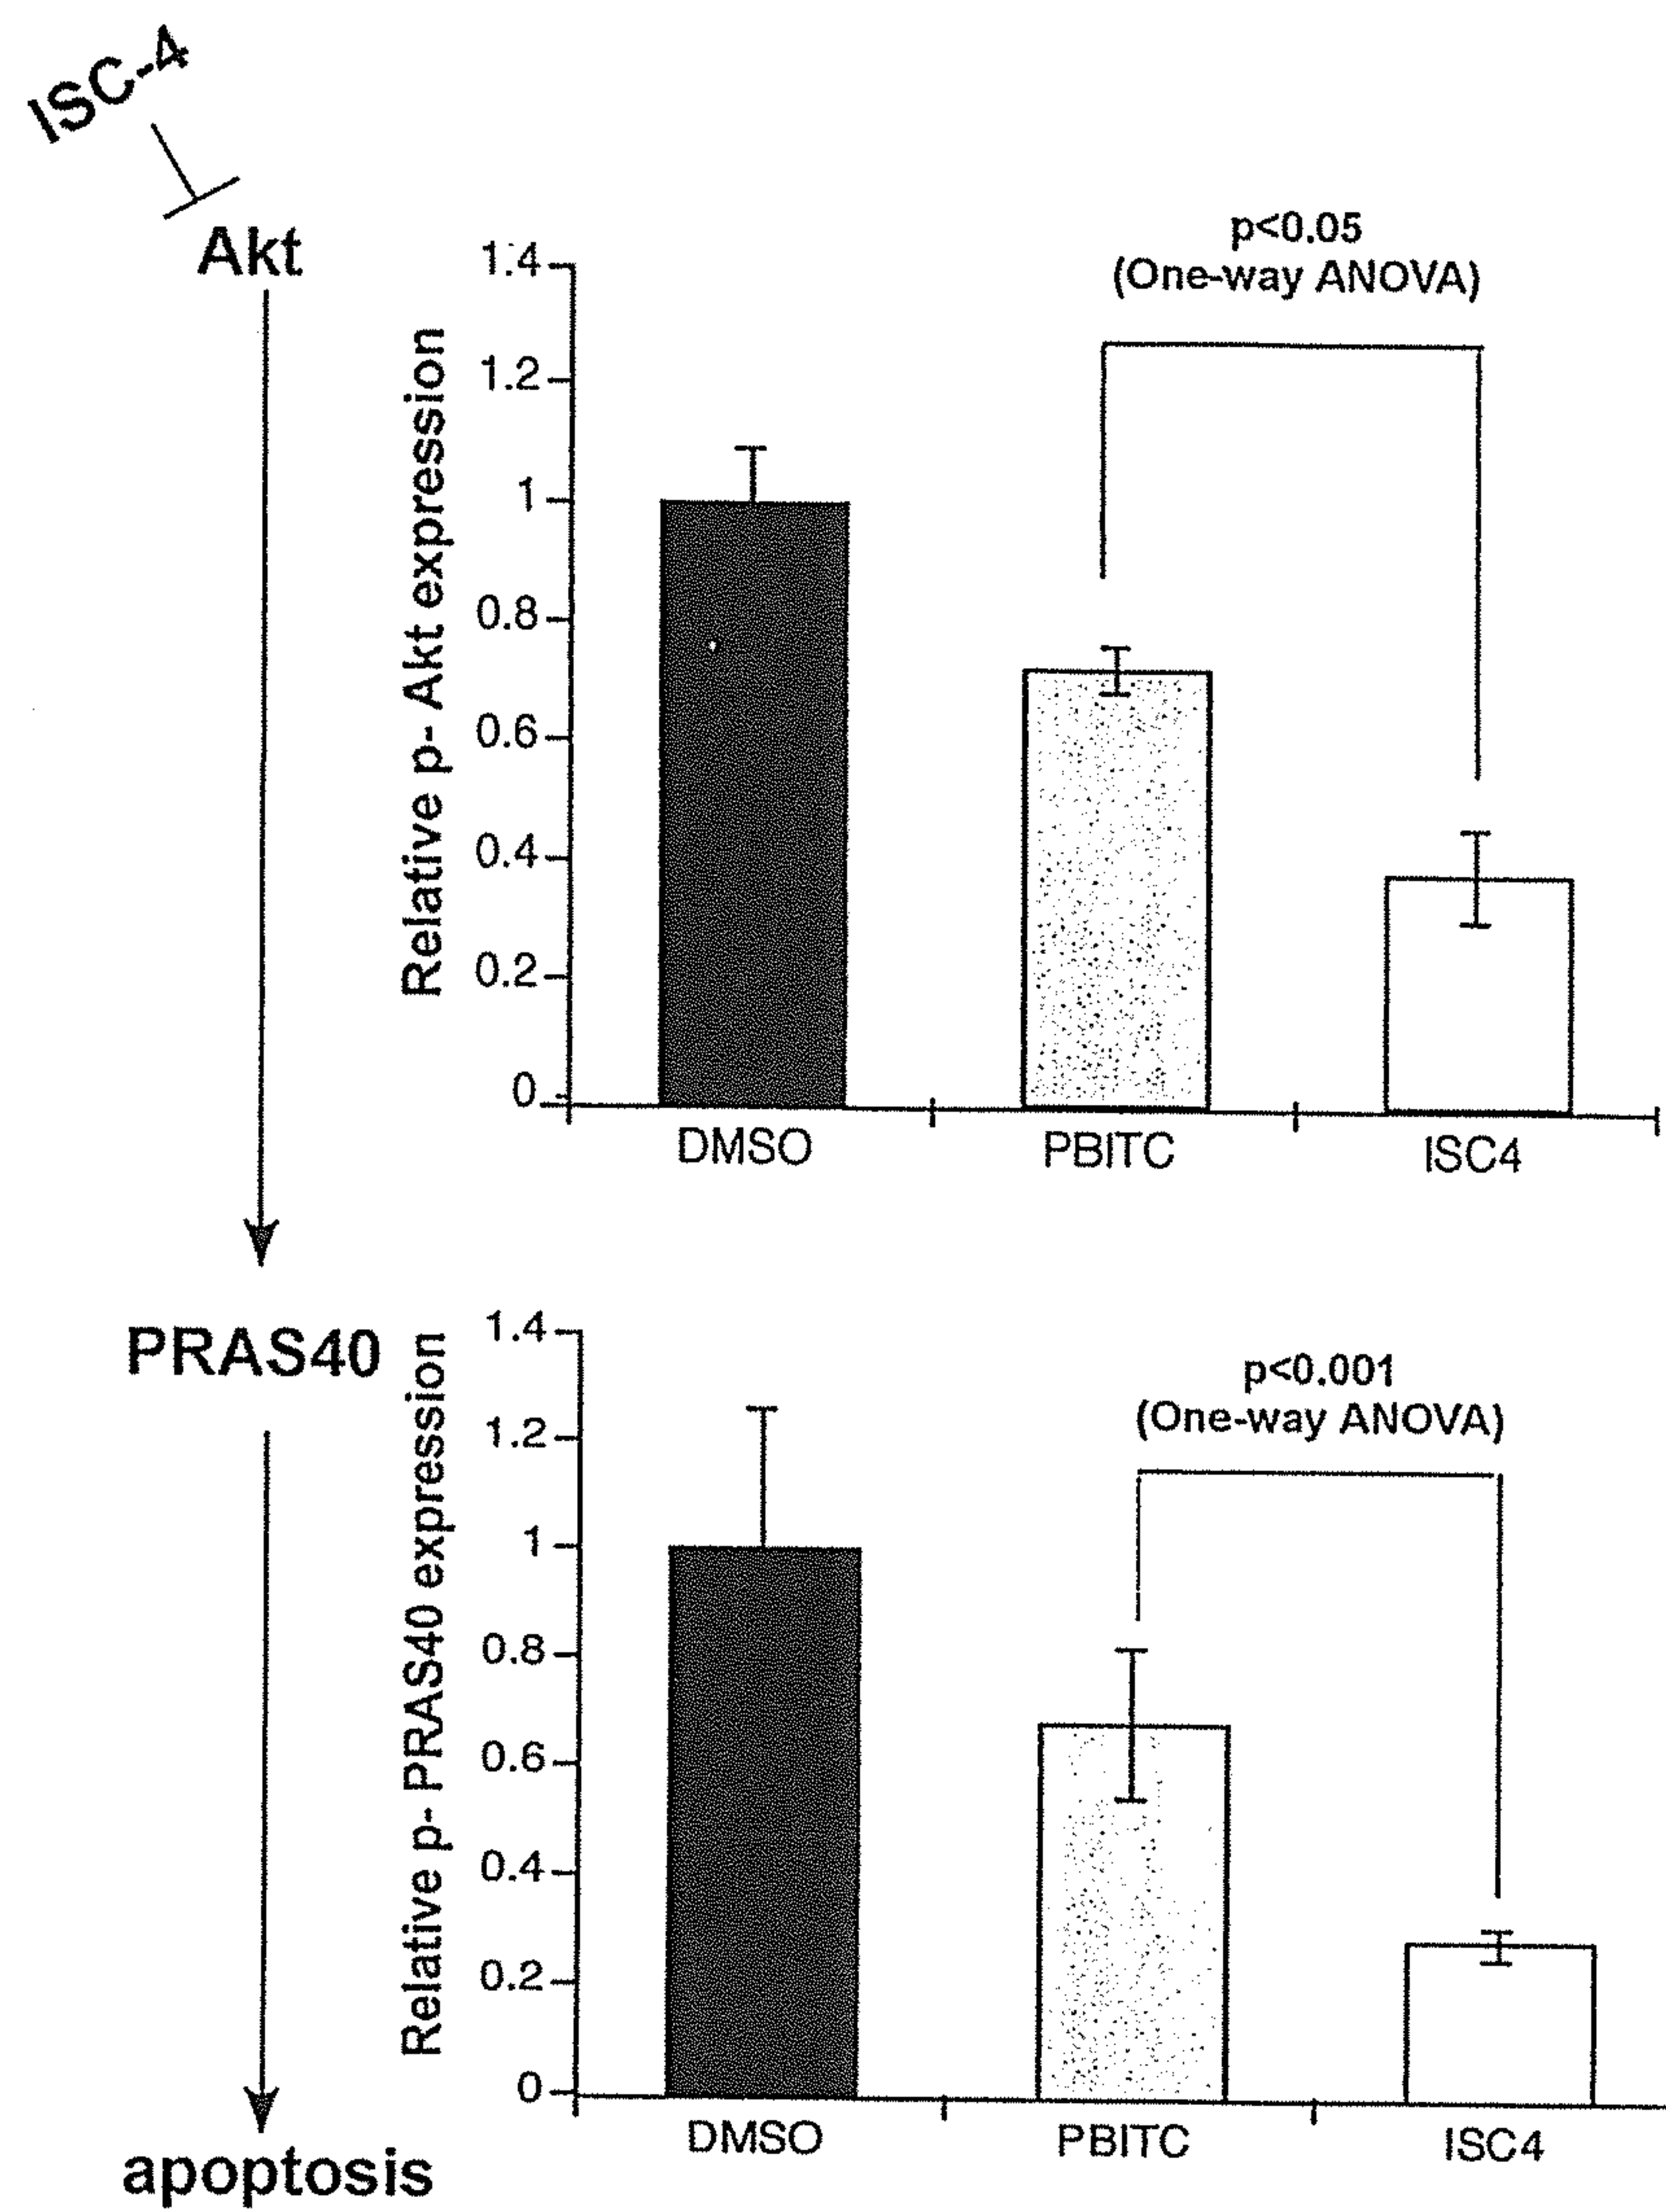 ISC-4
Akt
p<0.05
(One-way ANOVA)
Relative p- Akt expression
1.4
1.2
1
0.8
0.6
0.4
0.2
0
DMSO PBITC ISC4
PRAS40
p<0.001
(One-way ANOVA)
Relative p- PRAS40 expression
1.4
1.2
1
0.8
0.6
0.4
0.2
0
DMSO PBITC ISC4
apoptosis